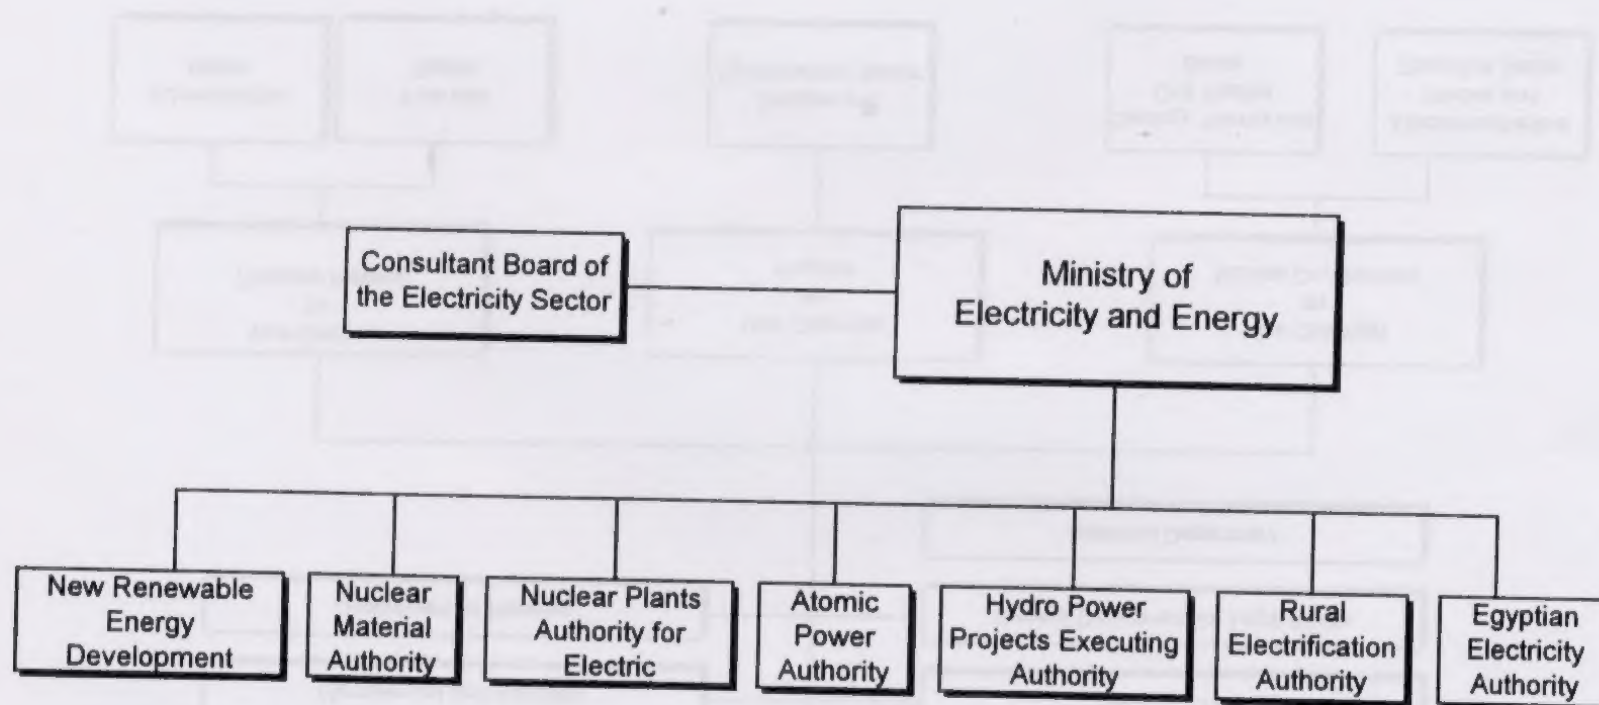 Consultant Board of
the Electricity Sector
Ministry of
Electricity and Energy
New Renewable
Energy
Development
Nuclear
Material
Authority
Nuclear Plants
Authority for
Electric
Atomic
Power
Authority
Hydro Power
Projects Executing
Authority
Rural
Electrification
Authority
Egyptian
Electricity
Authority